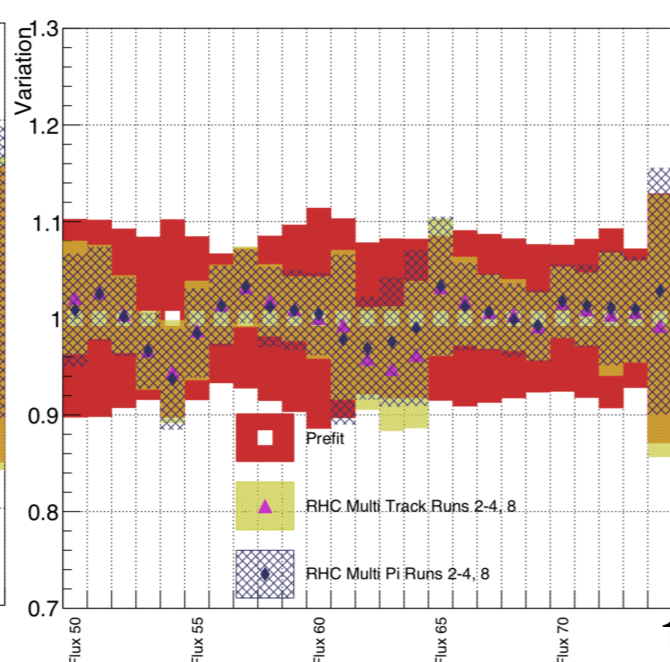 Variation
1.3
1.2
1.1
1
0.9
0.8
0.7
Prefit
RHC Multi Track Runs 2-4, 8
RHC Multi Pi Runs 2-4, 8
Flux 50
Flux 55
Flux 60
Flux 65
Flux 70